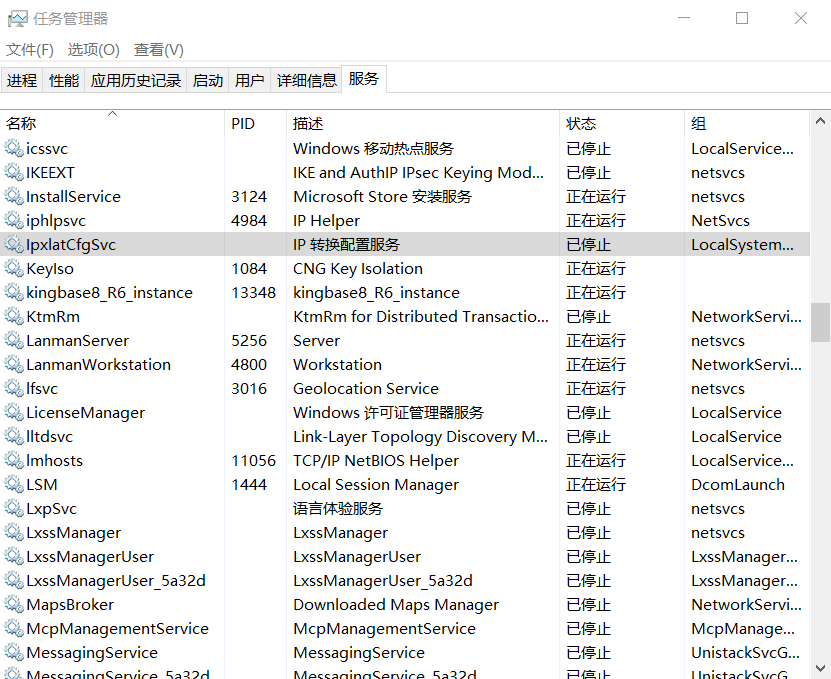 任务管理器
文件(F) 选项(O) 查看(V)
进程 性能 应用历史记录 启动 用户 详细信息 服务
名称 PID 描述 状态 组
icssvc Windows 移动热点服务 已停止 LocalService...
IKEEXT IKE and AuthIP IPsec Keying Mod... 已停止 netsvcs
InstallService 3124 Microsoft Store 安装服务 正在运行 netsvcs
iphlpsvc 4984 IP Helper 正在运行 NetSvcs
IpxlatCfgSvc IP 转换配置服务 已停止 LocalSystem...
KeyIso 1084 CNG Key Isolation 正在运行
kingbase8_R6_instance 13348 kingbase8_R6_instance 正在运行
KtmRm KtmRm for Distributed Transactio... 已停止 NetworkServi...
LanmanServer 5256 Server 正在运行 netsvcs
LanmanWorkstation 4800 Workstation 正在运行 NetworkServi...
lfsvc 3016 Geolocation Service 正在运行 netsvcs
LicenseManager Windows 许可证管理器服务 已停止 LocalService
lltdsvc Link-Layer Topology Discovery M... 已停止 LocalService
lmhosts 11056 TCP/IP NetBIOS Helper 正在运行 LocalService...
LSM 1444 Local Session Manager 正在运行 DcomLaunch
LxpSvc 语言体验服务 已停止 netsvcs
LxssManager LxssManager 已停止 netsvcs
LxssManagerUser LxssManagerUser 已停止 LxssManager...
LxssManagerUser_5a32d LxssManagerUser_5a32d 已停止 LxssManager...
MapsBroker Downloaded Maps Manager 已停止 NetworkServi...
McpManagementService McpManagementService 已停止 McpManage...
MessagingService MessagingService 已停止 UnistackSvcG...
MessagingService_5a32d MessagingService_5a32d 已停止 UnistackSvcG...